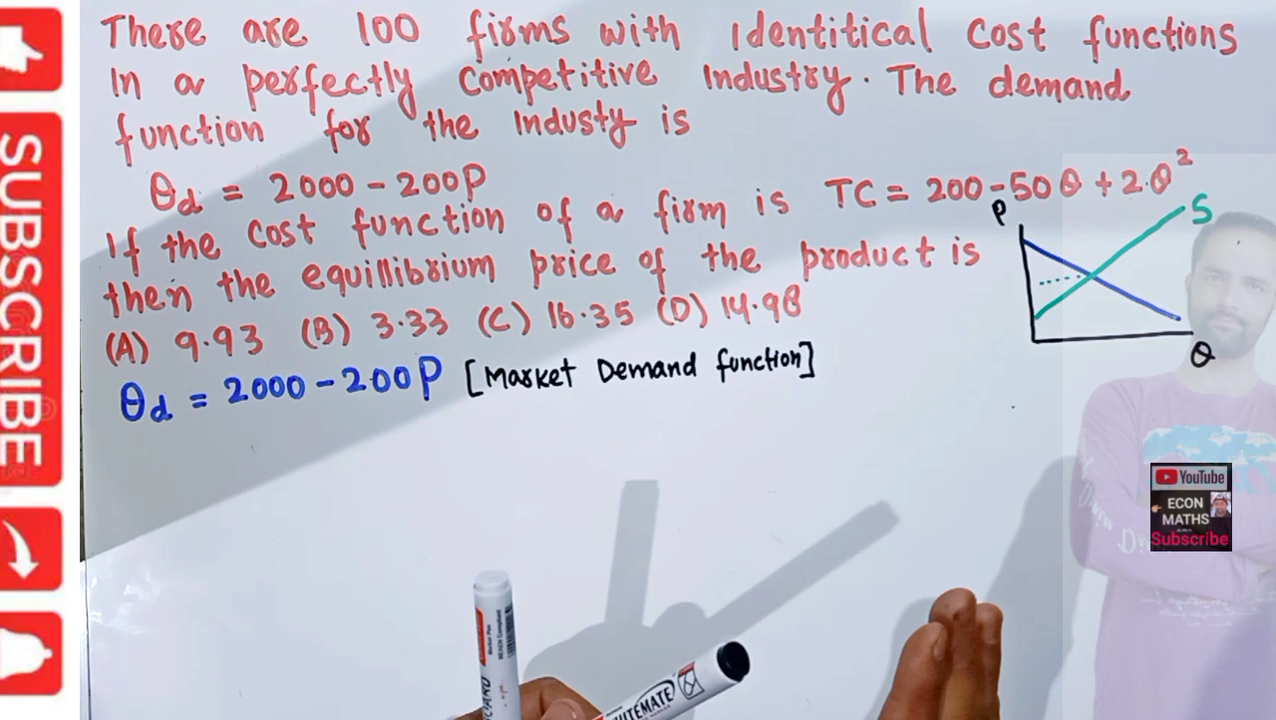 There are 100 firms with Identitical Cost functions
In a perfectly Competitive Industry. The demand
function for the Industy is
Qd = 2000 - 200P
If the Cost function of a firm is TC = 200 - 50Q + 2.Q²
then the equillibrium price of the product is
(A) 9.93 (B) 3.33 (C) 16.35 (D) 14.98
Qd = 2000 - 200P [Market Demand function]
P
S
Q
SUBSCRIBE
YouTube
ECON
MATHS
Subscribe
WHITEMATE